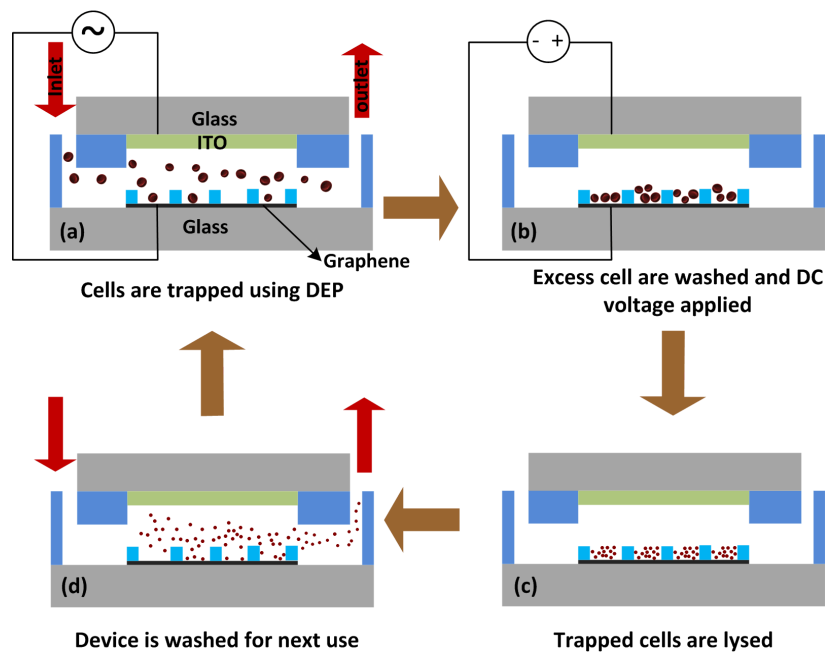 inlet
outlet
- +
Glass
ITO
(a)
Glass
Graphene
Cells are trapped using DEP
(b)
Excess cell are washed and DC
voltage applied
(d)
Device is washed for next use
(c)
Trapped cells are lysed